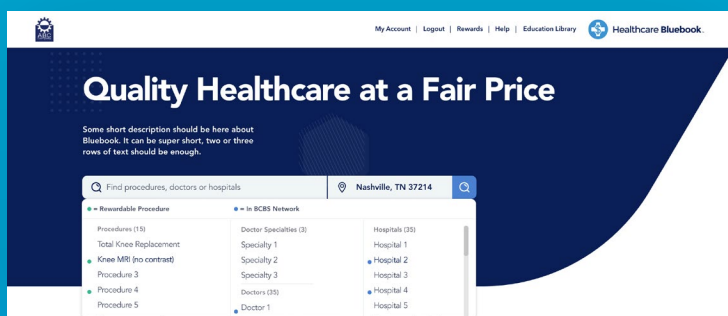 ABC
My Account | Logout | Rewards | Help | Education Library
Healthcare Bluebook.
Quality Healthcare at a Fair Price
Some short description should be here about
Bluebook. It can be super short, two or three
rows of text should be enough.
Find procedures, doctors or hospitals
Nashville, TN 37214
= Rewardable Procedure
= In BCBS Network
Procedures (15)
Total Knee Replacement
Knee MRI (no contrast)
Procedure 3
Procedure 4
Procedure 5
Doctor Specialties (3)
Specialty 1
Specialty 2
Specialty 3
Doctors (35)
Doctor 1
Hospitals (35)
Hospital 1
Hospital 2
Hospital 3
Hospital 4
Hospital 5